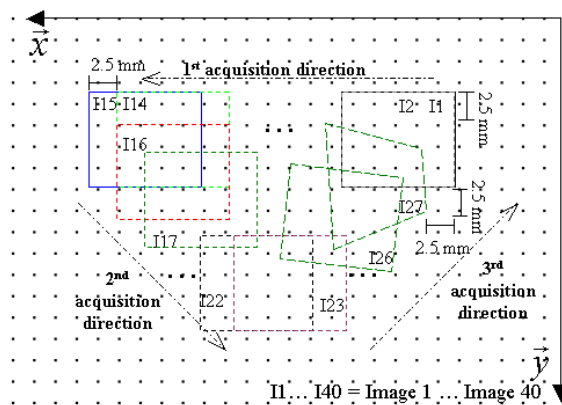 x
2.5 mm
1st acquisition direction
I15 I14
I2 I1
2.5 mm
I16
...
I27
2.5 mm
2.5 mm
I17
I26
2nd
acquisition
direction
...
I22
I23
...
3rd
acquisition
direction
y
I1... I40 = Image 1 ... Image 40